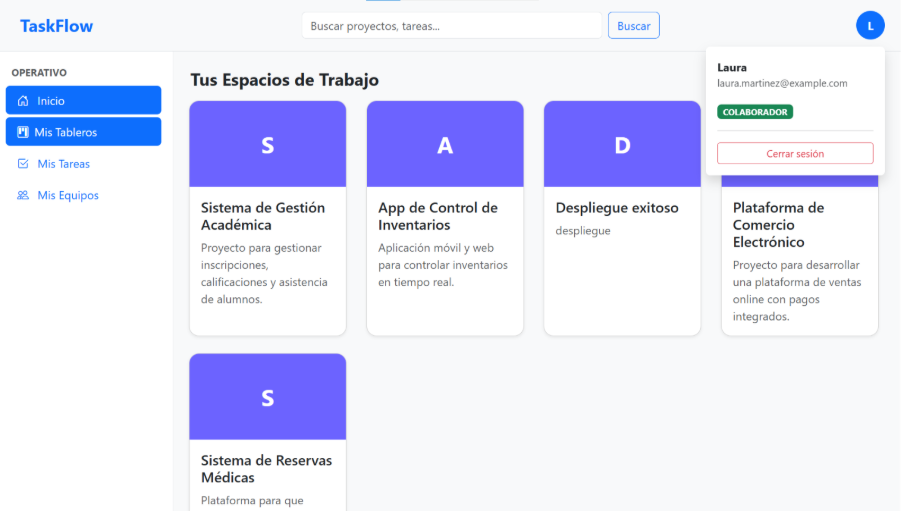 TaskFlow
Buscar proyectos, tareas...
Buscar
L
OPERATIVO
Inicio
Mis Tableros
Mis Tareas
Mis Equipos
Laura
laura.martinez@example.com
COLABORADOR
Cerrar sesión
Tus Espacios de Trabajo
S
Sistema de Gestión
Académica
Proyecto para gestionar
inscripciones,
calificaciones y asistencia
de alumnos.
A
App de Control de
Inventarios
Aplicación móvil y web
para controlar inventarios
en tiempo real.
D
Despliegue exitoso
despliegue
Plataforma de
Comercio
Electrónico
Proyecto para desarrollar
una plataforma de ventas
online con pagos
integrados.
S
Sistema de Reservas
Médicas
Plataforma para que